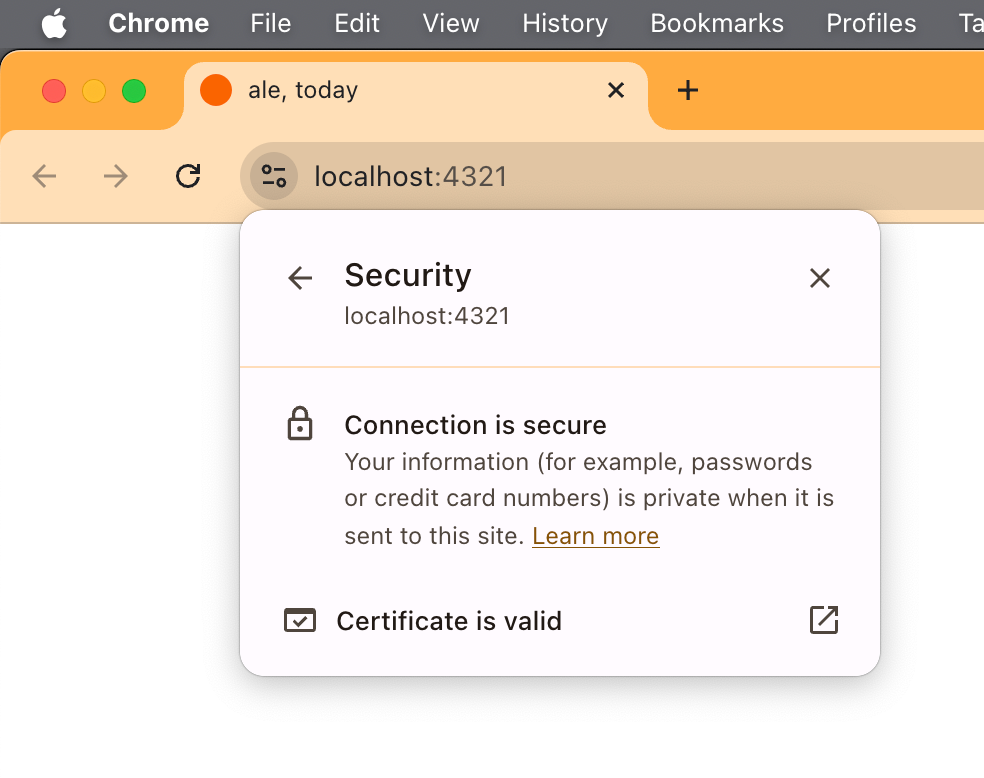 Chrome File Edit View History Bookmarks Profiles Ta
ale, today
localhost:4321
Security
localhost:4321
Connection is secure
Your information (for example, passwords
or credit card numbers) is private when it is
sent to this site. Learn more
Certificate is valid